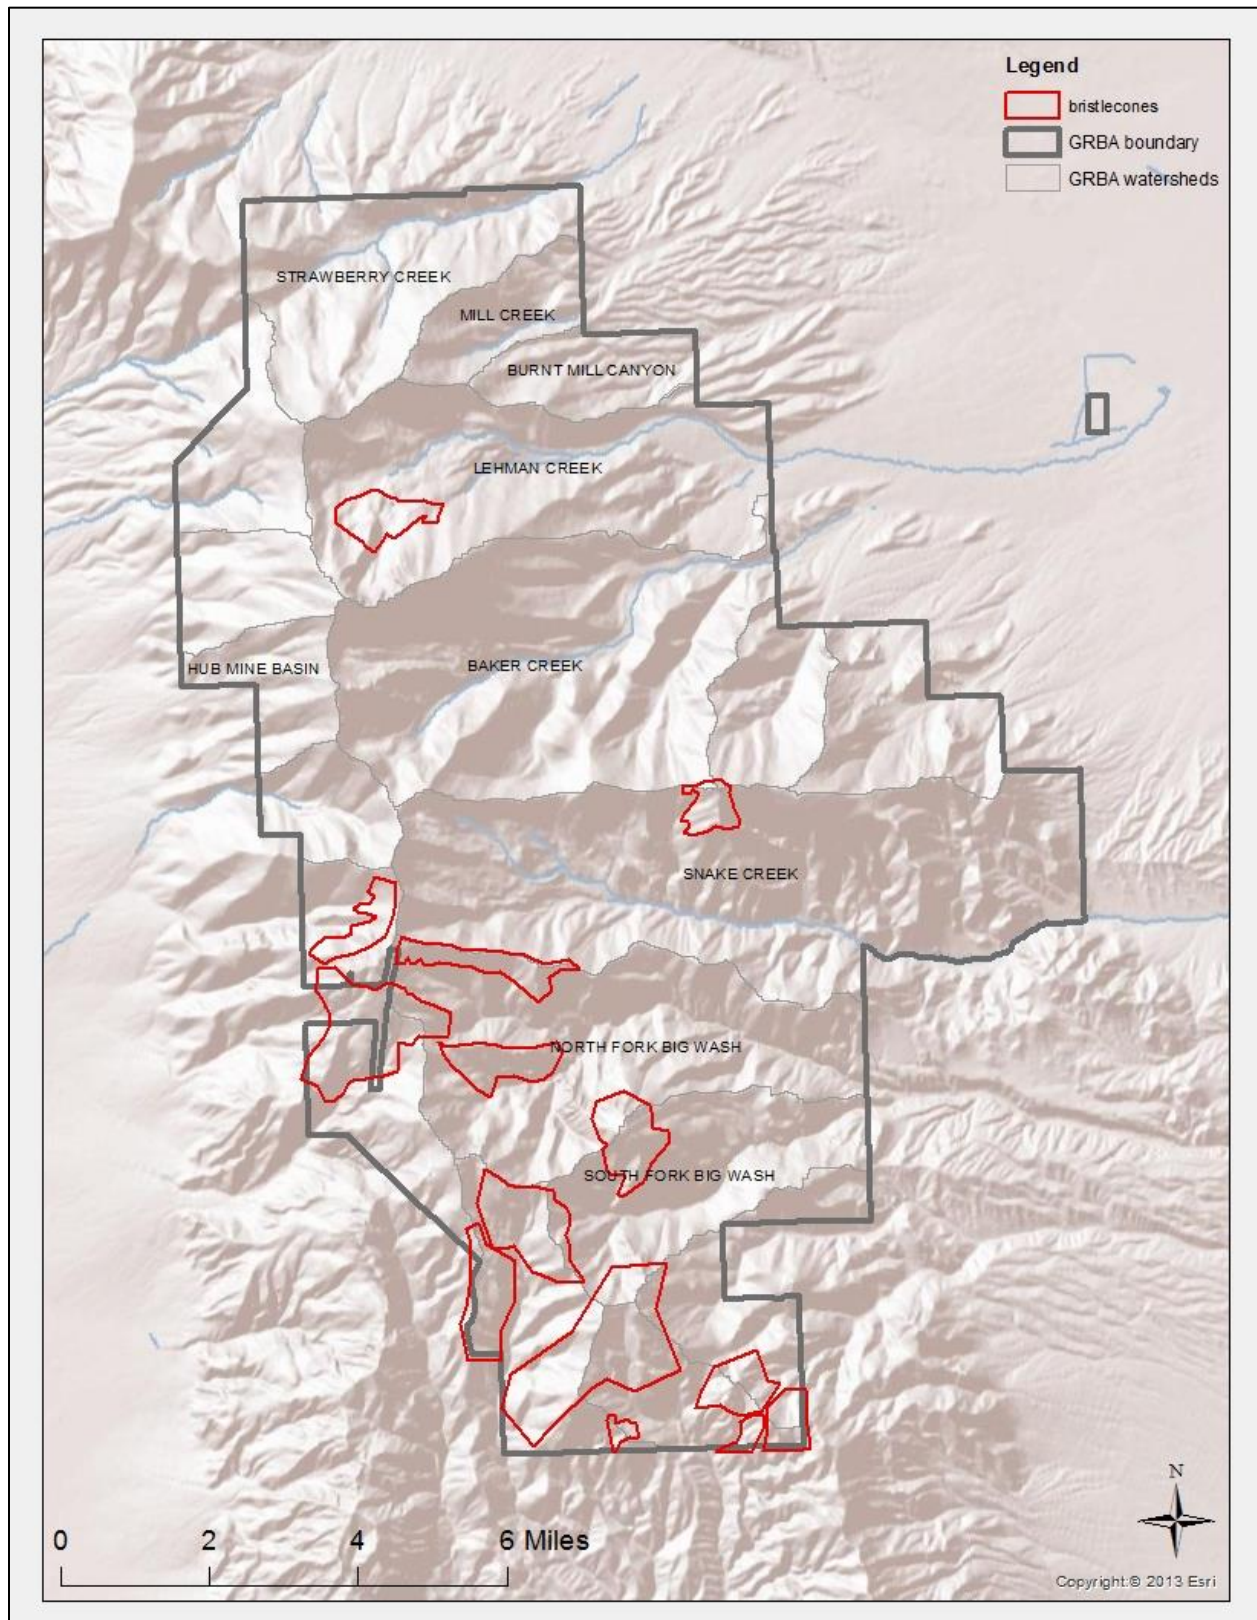 Legend
bristlecones
GRBA boundary
GRBA watersheds
STRAWBERRY CREEK
MILL CREEK
BURNT MILL CANYON
LEHMAN CREEK
HUB MINE BASIN
BAKER CREEK
SNAKE CREEK
NORTH FORK BIG WASH
SOUTH FORK BIG WASH
N
0 2 4 6 Miles
Copyright:© 2013 Esri